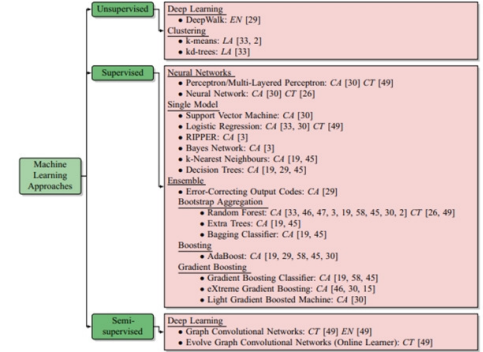 Unsupervised
Deep Learning
• DeepWalk: EN [29]
Clustering
• k-means: LA [33, 2]
• kd-trees: LA [33]
Machine
Learning
Approaches
Supervised
Neural Networks
• Perceptron/Multi-Layered Perceptron: CA [30] CT [49]
• Neural Network: CA [30] CT [26]
Single Model
• Support Vector Machine: CA [30]
• Logistic Regression: CA [33, 30] CT [49]
• RIPPER: CA [3]
• Bayes Network: CA [3]
• k-Nearest Neighbours: CA [19, 45]
• Decision Trees: CA [19, 29, 45]
Ensemble
• Error-Correcting Output Codes: CA [29]
Bootstrap Aggregation
• Random Forest: CA [33, 46, 47, 3, 19, 58, 45, 30, 2] CT [26, 49]
• Extra Trees: CA [19, 45]
• Bagging Classifier: CA [19, 45]
Boosting
• AdaBoost: CA [19, 29, 58, 45, 30]
Gradient Boosting
• Gradient Boosting Classifier: CA [19, 58, 45]
• eXtreme Gradient Boosting: CA [46, 30, 15]
• Light Gradient Boosted Machine: CA [30]
Semi-
supervised
Deep Learning
• Graph Convolutional Networks: CT [49] EN [49]
• Evolve Graph Convolutional Networks (Online Learner): CT [49]